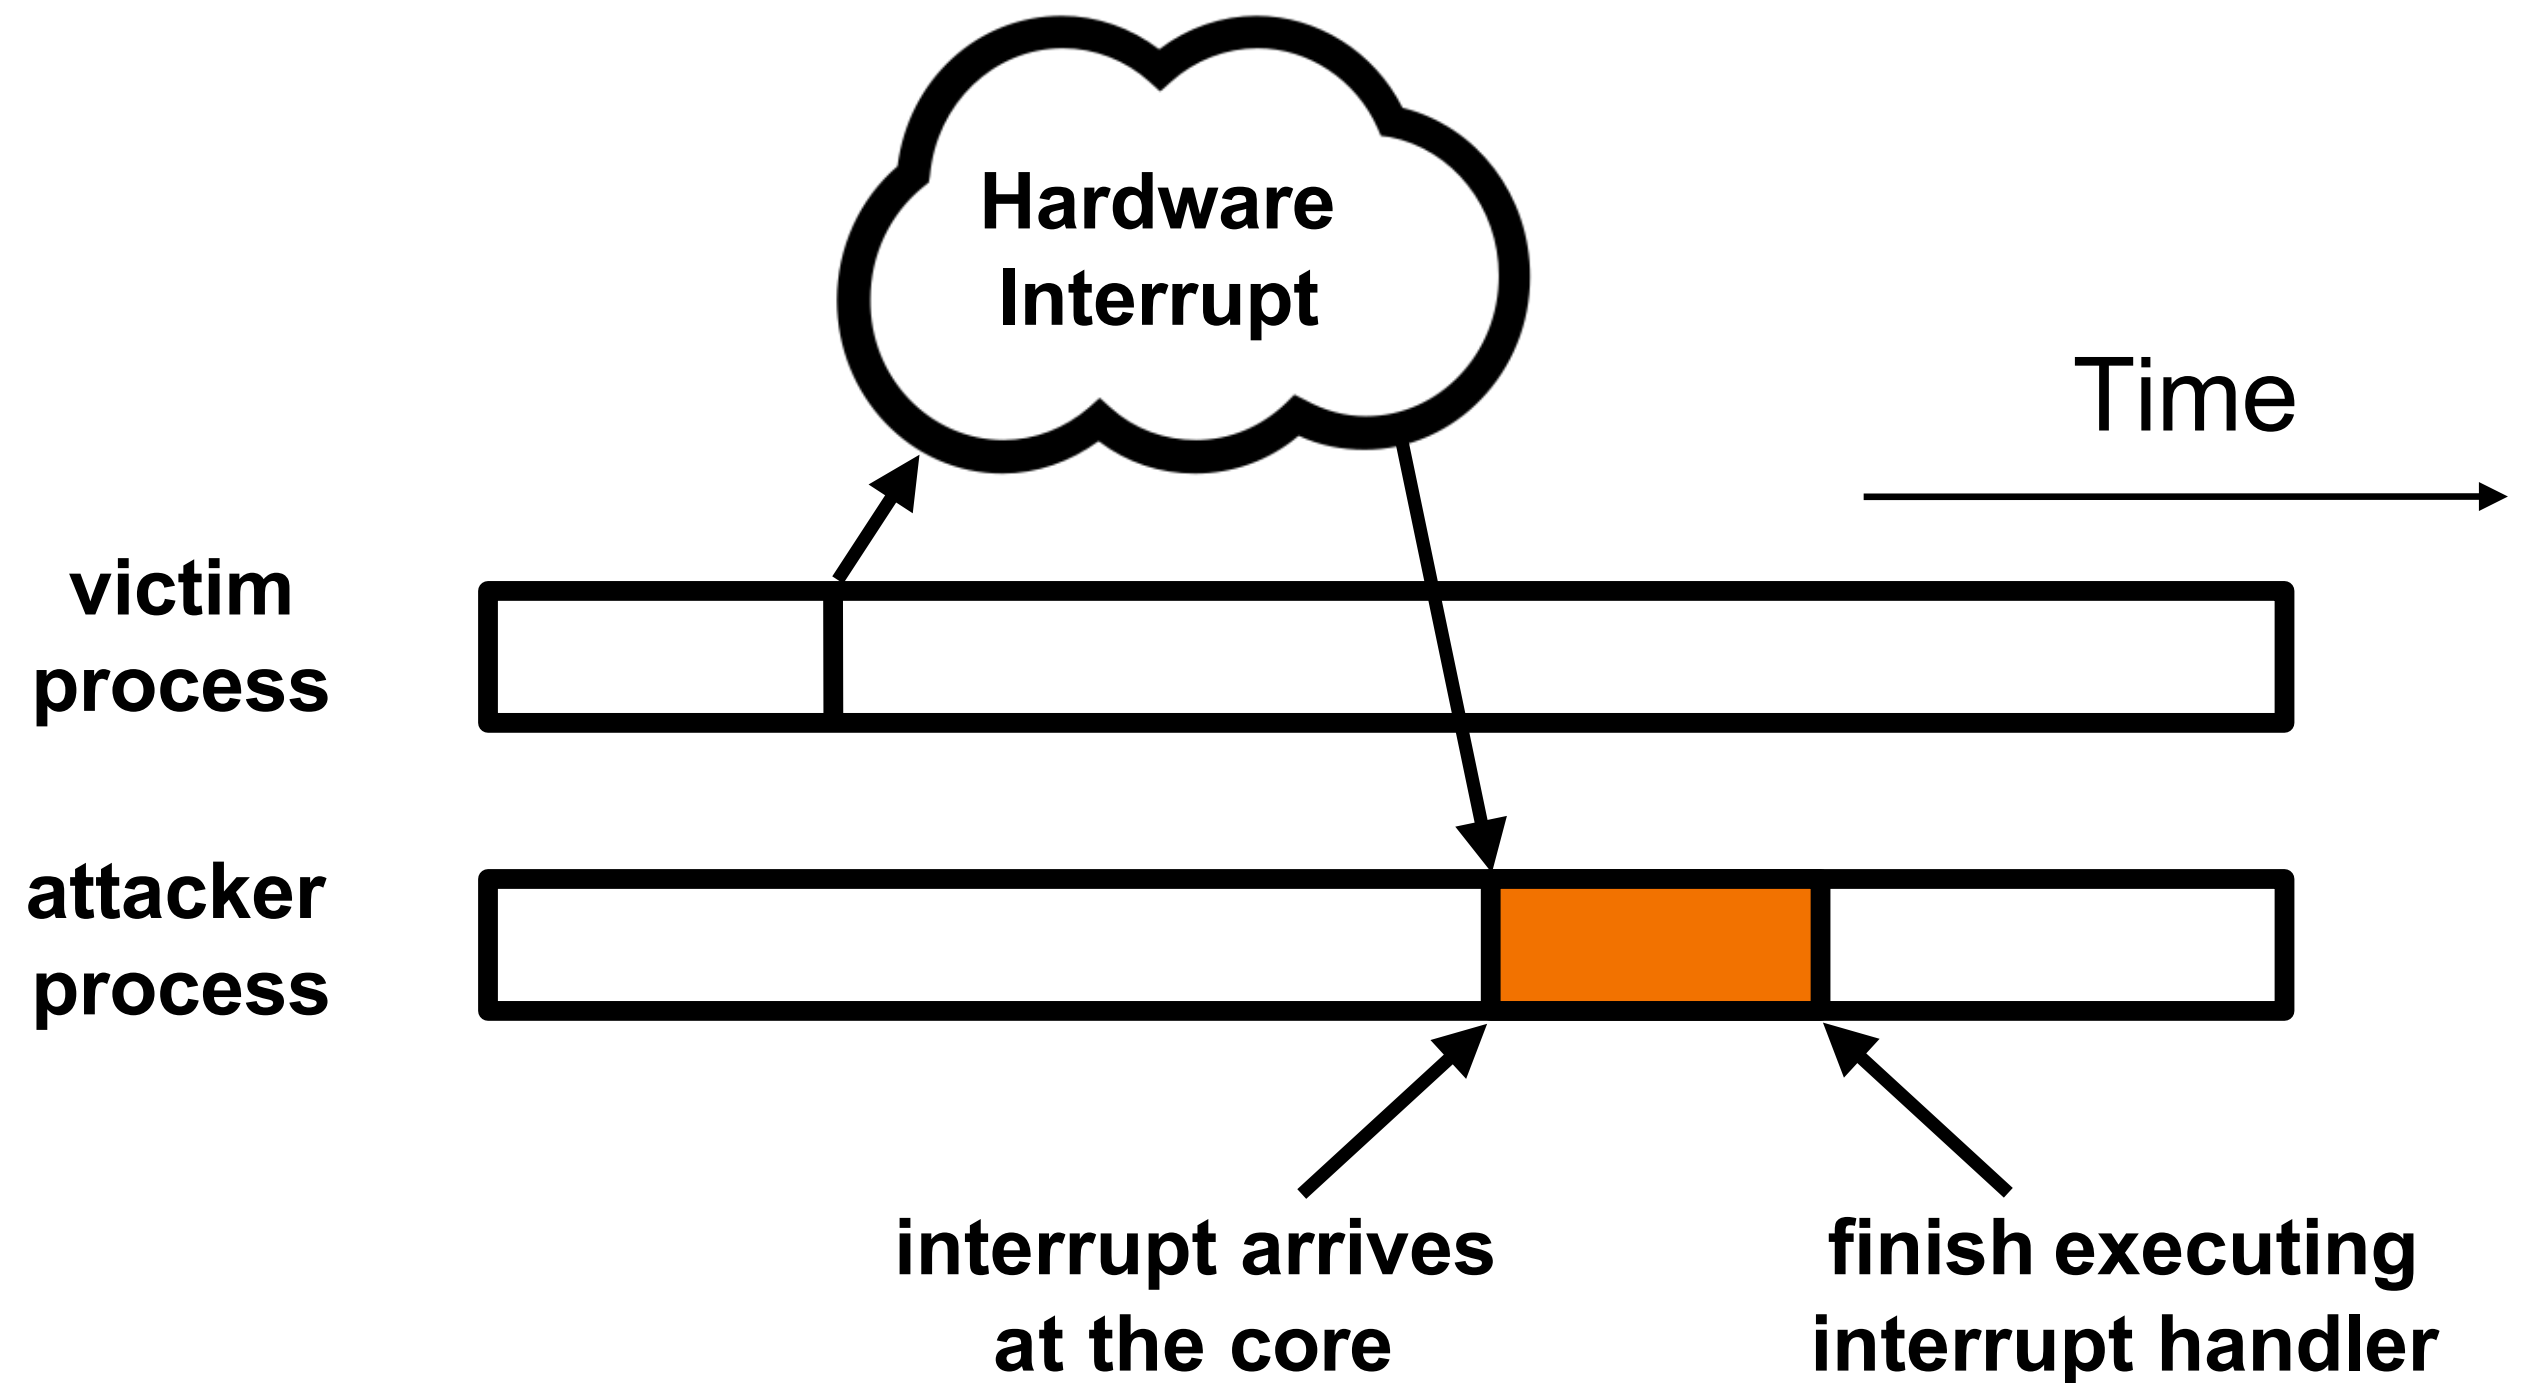 Hardware
Interrupt
Time
victim
process
attacker
process
interrupt arrives
at the core
finish executing
interrupt handler